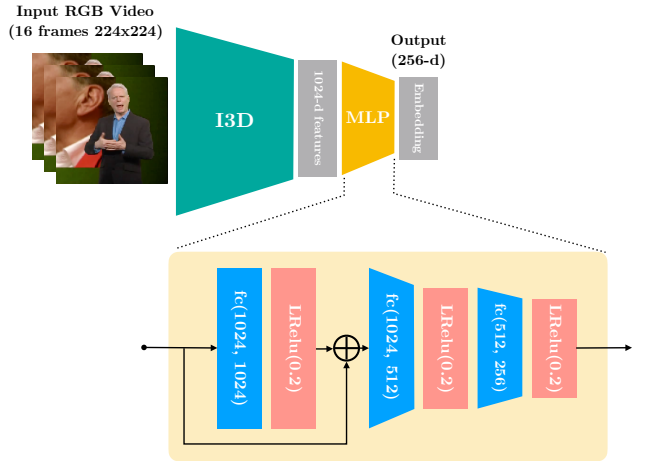 Input RGB Video
(16 frames 224x224)
Output
(256-d)
I3D
1024-d features
MLP
Embedding
fc(1024, 1024)
LRelu(0.2)
fc(1024, 512)
LRelu(0.2)
fc(512, 256)
LRelu(0.2)